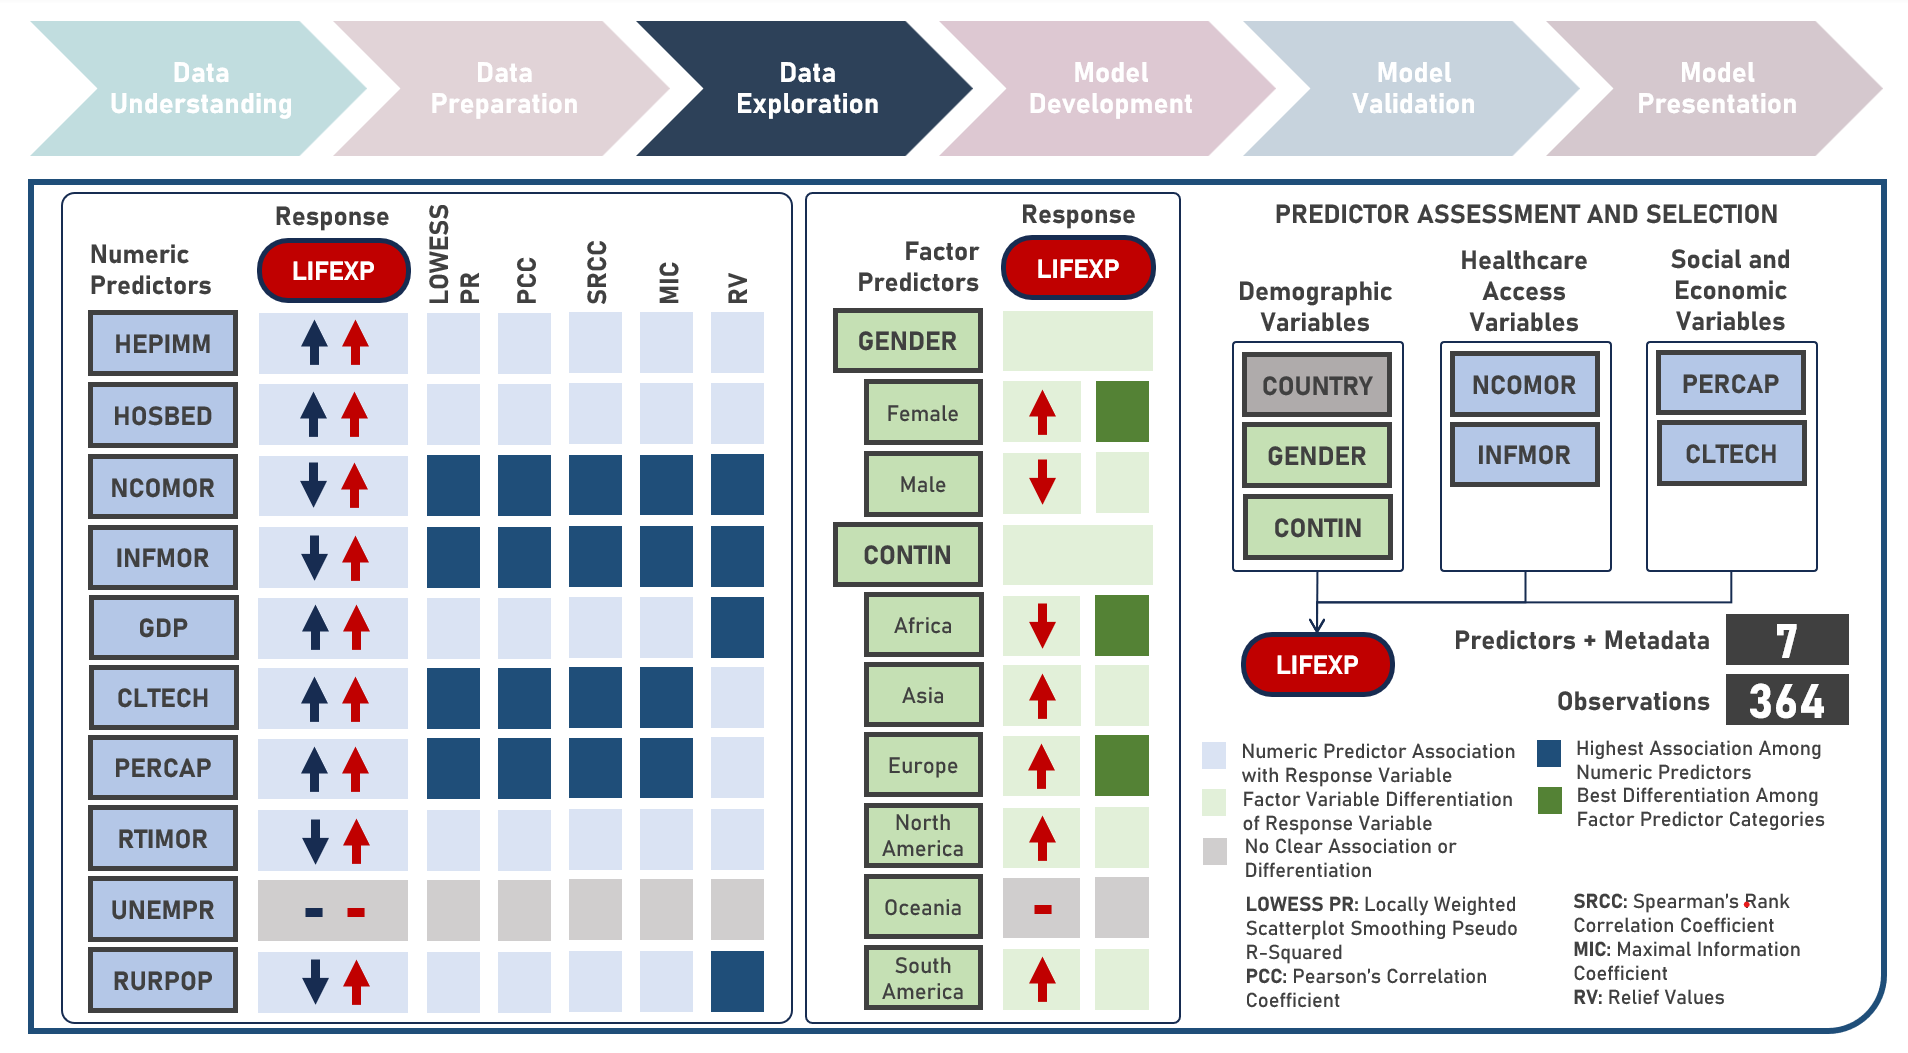 Data
Understanding
Data
Preparation
Data
Exploration
Model
Development
Model
Validation
Model
Presentation
Numeric
Predictors
Response
LIFEXP
LOWESS
PR
PCC
SRCC
MIC
RV
HEPIMM
HOSBED
NCOMOR
INFMOR
GDP
CLTECH
PERCAP
RTIMOR
UNEMPR
- -
RURPOP
Factor
Predictors
Response
LIFEXP
GENDER
Female
Male
CONTIN
Africa
Asia
Europe
North
America
Oceania
-
South
America
PREDICTOR ASSESSMENT AND SELECTION
Demographic
Variables
Healthcare
Access
Variables
Social and
Economic
Variables
COUNTRY
GENDER
CONTIN
NCOMOR
INFMOR
PERCAP
CLTECH
LIFEXP
Predictors + Metadata
7
Observations
364
Numeric Predictor Association
with Response Variable
Factor Variable Differentiation
of Response Variable
No Clear Association or
Differentiation
Highest Association Among
Numeric Predictors
Best Differentiation Among
Factor Predictor Categories
LOWESS PR: Locally Weighted
Scatterplot Smoothing Pseudo
R-Squared
PCC: Pearson's Correlation
Coefficient
SRCC: Spearman's Rank
Correlation Coefficient
MIC: Maximal Information
Coefficient
RV: Relief Values